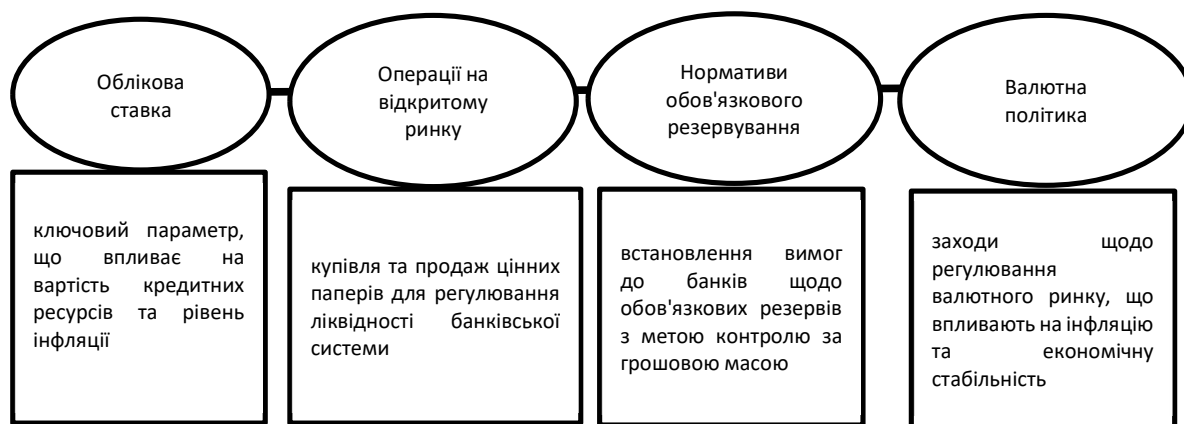 Облікова
ставка
Операції на
відкритому
ринку
Нормативи
обов'язкового
резервування
Валютна
політика
ключовий параметр,
що впливає на
вартість кредитних
ресурсів та рівень
інфляції
купівля та продаж цінних
паперів для регулювання
ліквідності банківської
системи
встановлення вимог
до банків щодо
обов'язкових резервів
з метою контролю за
грошовою масою
заходи щодо
регулювання
валютного ринку, що
впливають на інфляцію
та економічну
стабільність